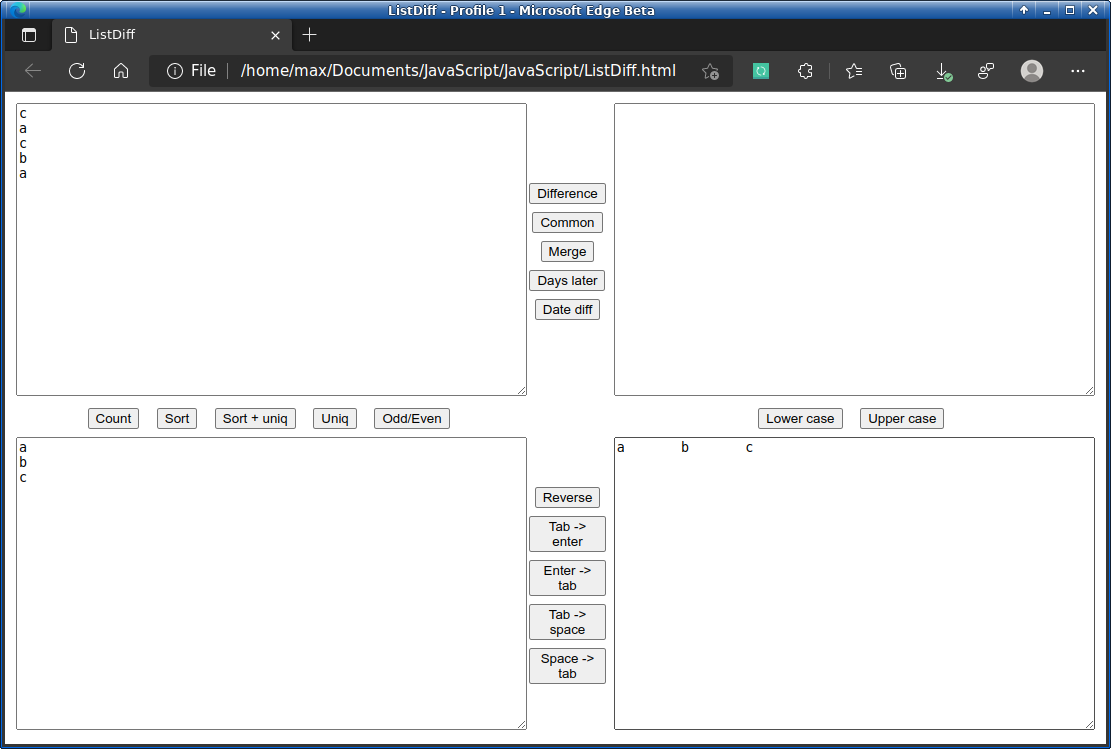 ListDiff - Profile 1 - Microsoft Edge Beta
ListDiff
File
/home/max/Documents/JavaScript/JavaScript/ListDiff.html
c
a
c
b
a
Difference
Common
Merge
Days later
Date diff
Count Sort Sort + uniq Uniq Odd/Even
Lower case Upper case
a
b
c
Reverse
Tab ->
enter
Enter ->
tab
Tab ->
space
Space ->
tab
a b c